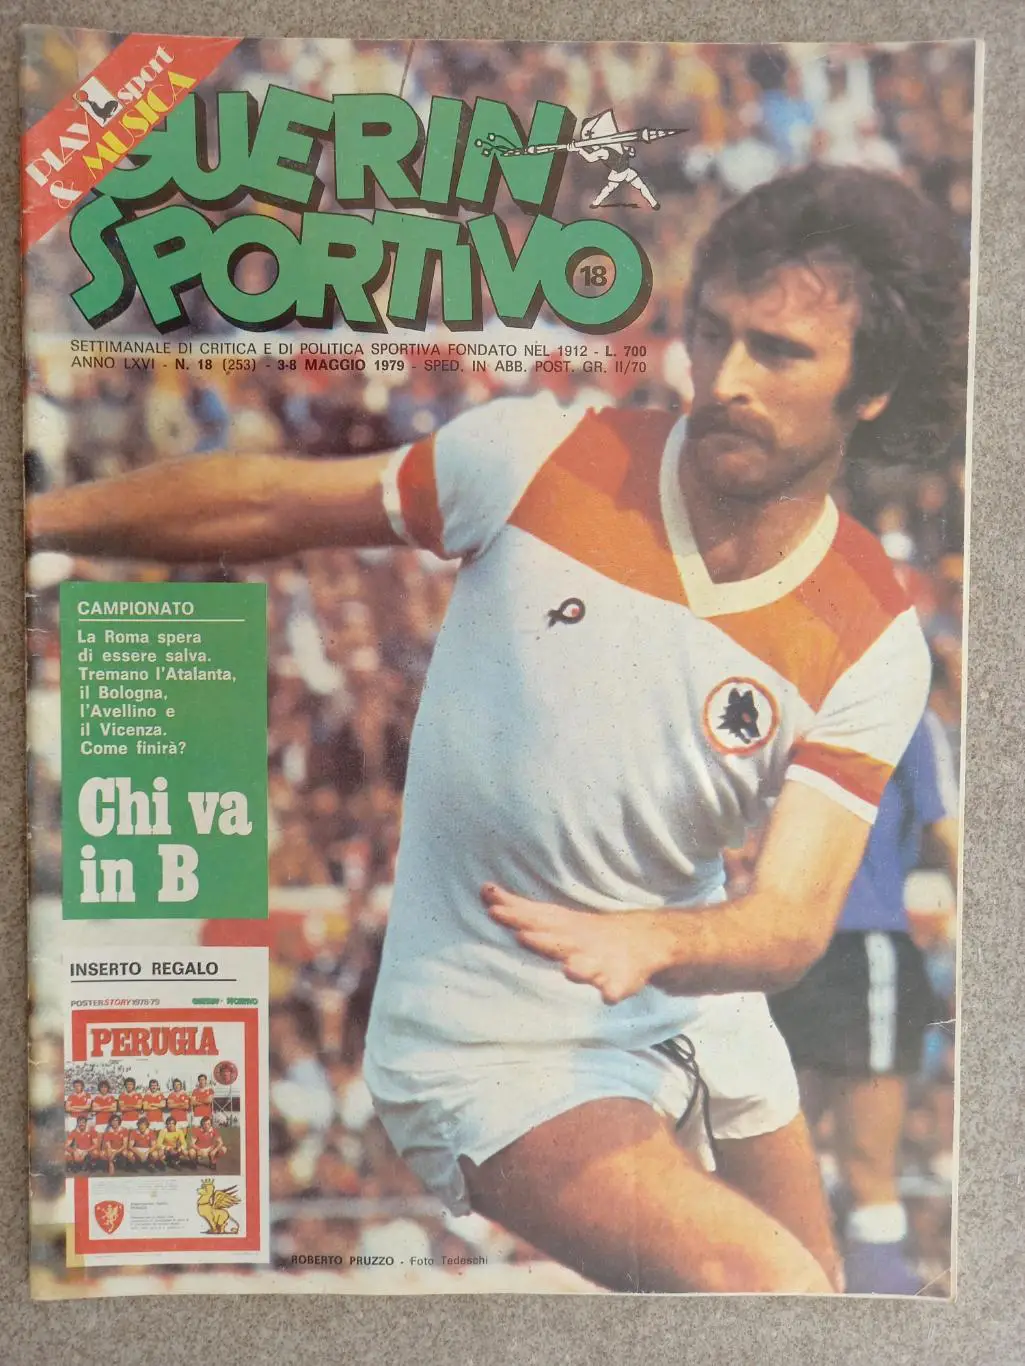 PLAY sport
& MUSICA
GUERIN
SPORTIVO
18
SETTIMANALE DI CRITICA E DI POLITICA SPORTIVA FONDATO NEL 1912 - L. 700
ANNO LXVI - N. 18 (253) - 3-8 MAGGIO 1979 - SPED. IN ABB. POST. GR. II/70
CAMPIONATO
La Roma spera
di essere salva.
Tremano l'Atalanta,
il Bologna,
l'Avellino e
il Vicenza.
Come finirà?
Chi va
in B
INSERTO REGALO
POSTERSTORY 1978-79 GUERIN SPORTIVO
PERUGIA
ROBERTO PRUZZO - Foto Tedeschi